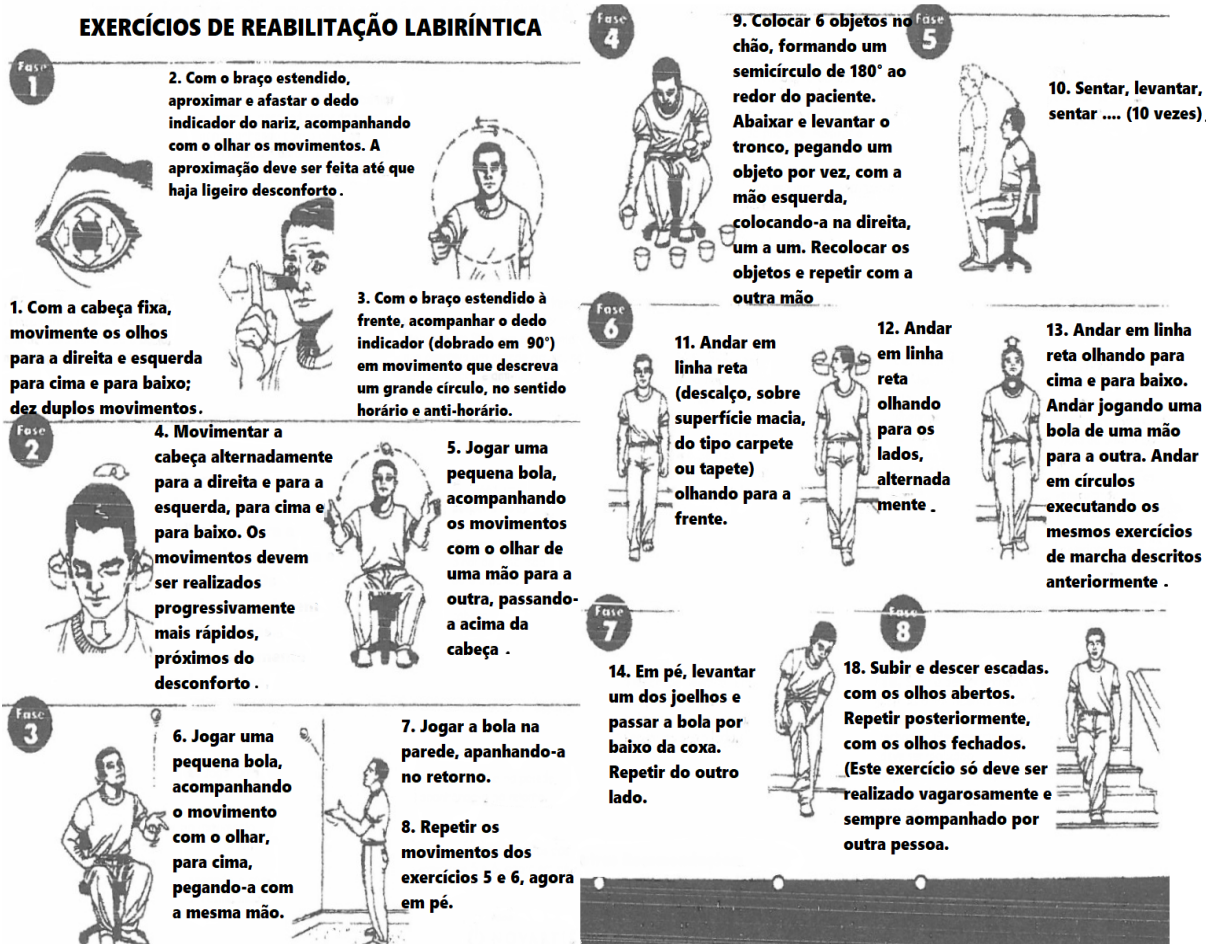 EXERCÍCIOS DE REABILITAÇÃO LABIRÍNTICA
Fase
1
2. Com o braço estendido,
aproximar e afastar o dedo
indicador do nariz, acompanhando
com o olhar os movimentos. A
aproximação deve ser feita até que
haja ligeiro desconforto .
1. Com a cabeça fixa,
movimente os olhos
para a direita e esquerda
para cima e para baixo;
dez duplos movimentos.
3. Com o braço estendido à
frente, acompanhar o dedo
indicador (dobrado em 90°)
em movimento que descreva
um grande círculo, no sentido
horário e anti-horário.
Fase
2
4. Movimentar a
cabeça alternadamente
para a direita e para a
esquerda, para cima e
para baixo. Os
movimentos devem
ser realizados
progressivamente
mais rápidos,
próximos do
desconforto .
5. Jogar uma
pequena bola,
acompanhando
os movimentos
com o olhar de
uma mão para a
outra, passando-
a acima da
cabeça .
Fase
3
6. Jogar uma
pequena bola,
acompanhando
o movimento
com o olhar,
para cima,
pegando-a com
a mesma mão.
7. Jogar a bola na
parede, apanhando-a
no retorno.
8. Repetir os
movimentos dos
exercícios 5 e 6, agora
em pé.
Fase
4
9. Colocar 6 objetos no
chão, formando um
semicírculo de 180° ao
redor do paciente.
Abaixar e levantar o
tronco, pegando um
objeto por vez, com a
mão esquerda,
colocando-a na direita,
um a um. Recolocar os
objetos e repetir com a
outra mão
Fase
5
10. Sentar, levantar,
sentar .... (10 vezes)
Fase
6
11. Andar em
linha reta
(descalço, sobre
superfície macia,
do tipo carpete
ou tapete)
olhando para a
frente.
12. Andar
em linha
reta
olhando
para os
lados,
alternada
mente .
13. Andar em linha
reta olhando para
cima e para baixo.
Andar jogando uma
bola de uma mão
para a outra. Andar
em círculos
executando os
mesmos exercícios
de marcha descritos
anteriormente .
Fase
7
14. Em pé, levantar
um dos joelhos e
passar a bola por
baixo da coxa.
Repetir do outro
lado.
Fase
8
18. Subir e descer escadas.
com os olhos abertos.
Repetir posteriormente,
com os olhos fechados.
(Este exercício só deve ser
realizado vagarosamente e
sempre aompanhado por
outra pessoa.